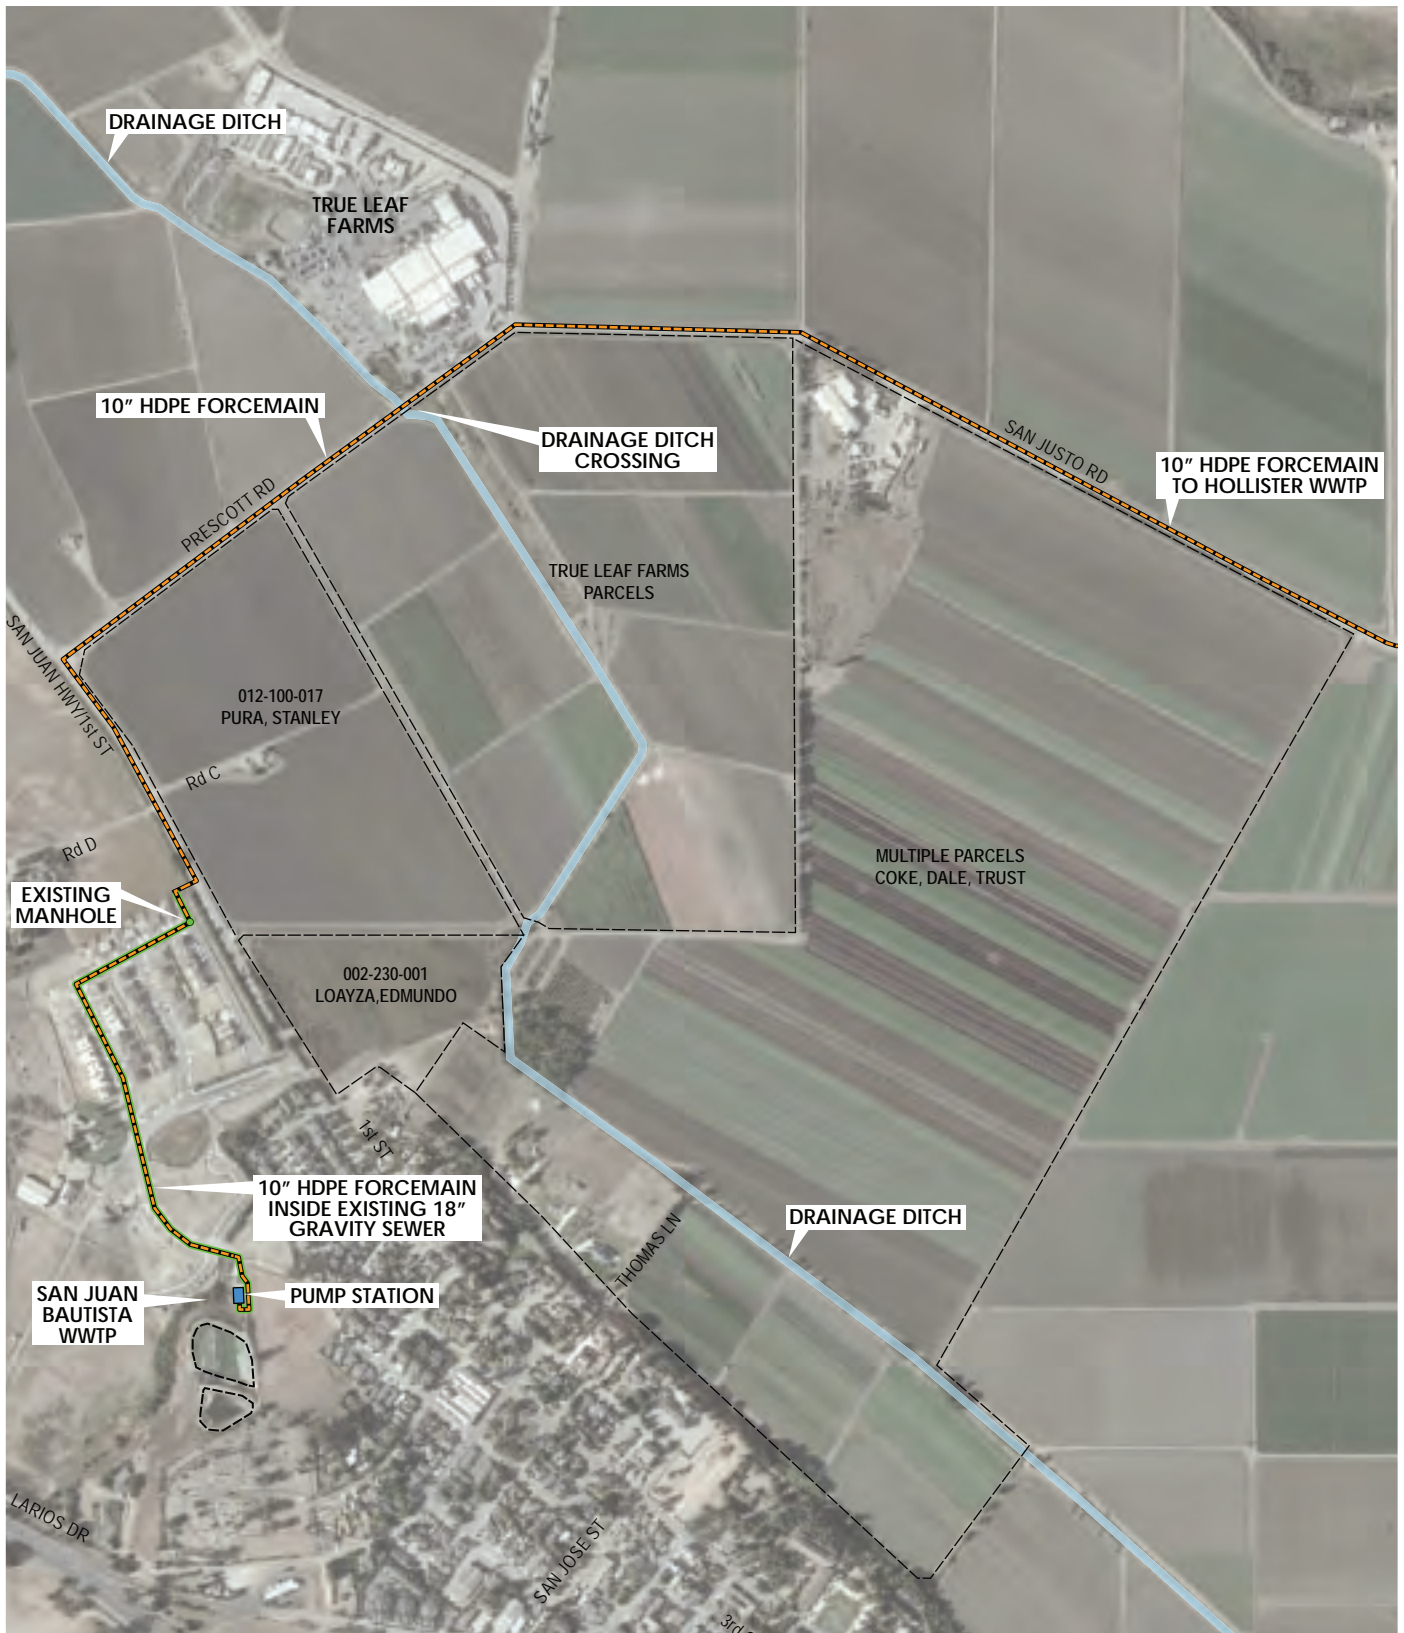 DRAINAGE DITCH
TRUE LEAF
FARMS
10” HDPE FORCEMAIN
DRAINAGE DITCH
CROSSING
SAN JUSTO RD
10” HDPE FORCEMAIN
TO HOLLISTER WWTP
PRESCOTT RD
TRUE LEAF FARMS
PARCELS
SAN JUAN HWY/1st ST
012-100-017
PURA, STANLEY
Rd C
Rd D
MULTIPLE PARCELS
COKE, DALE, TRUST
EXISTING
MANHOLE
002-230-001
LOAYZA,EDMUNDO
1st ST
10” HDPE FORCEMAIN
INSIDE EXISTING 18”
GRAVITY SEWER
THOMAS LN
DRAINAGE DITCH
SAN JUAN
BAUTISTA
WWTP
PUMP STATION
LARIOS DR
SAN JOSE ST
3rd